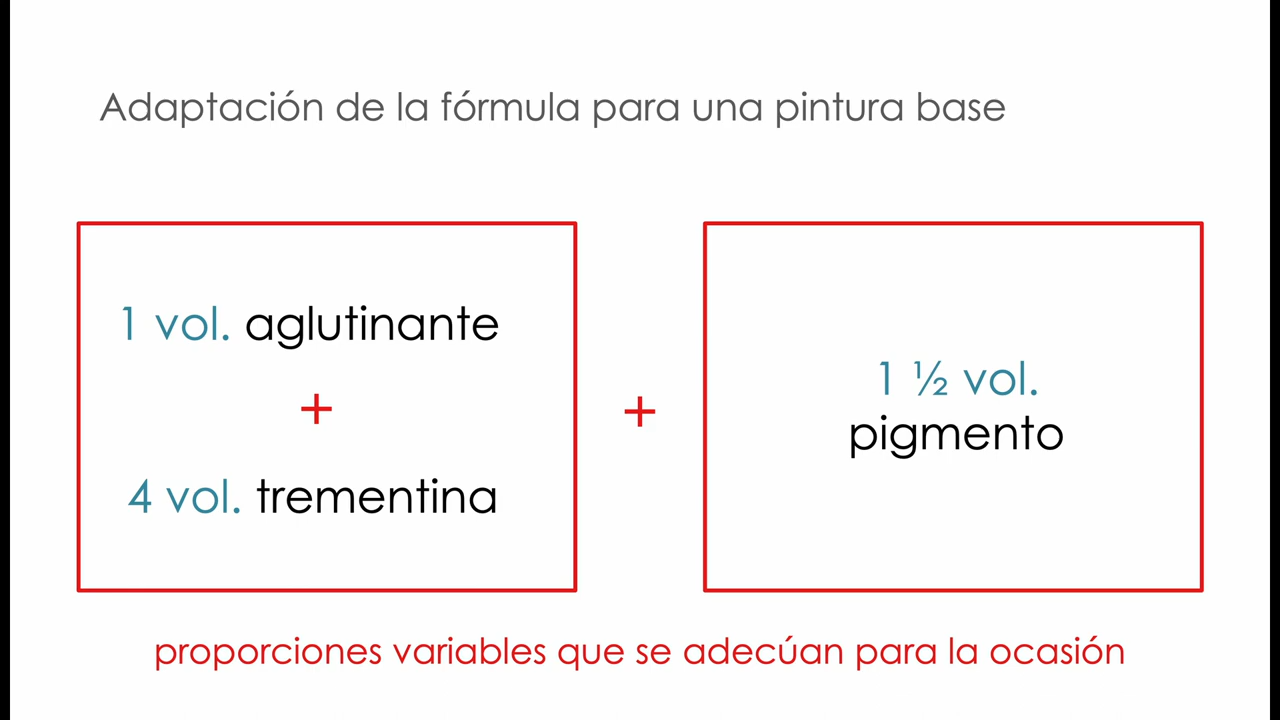 Adaptación de la fórmula para una pintura base
1 vol. aglutinante
+
4 vol. trementina
+
1 ½ vol.
pigmento
proporciones variables que se adecúan para la ocasión